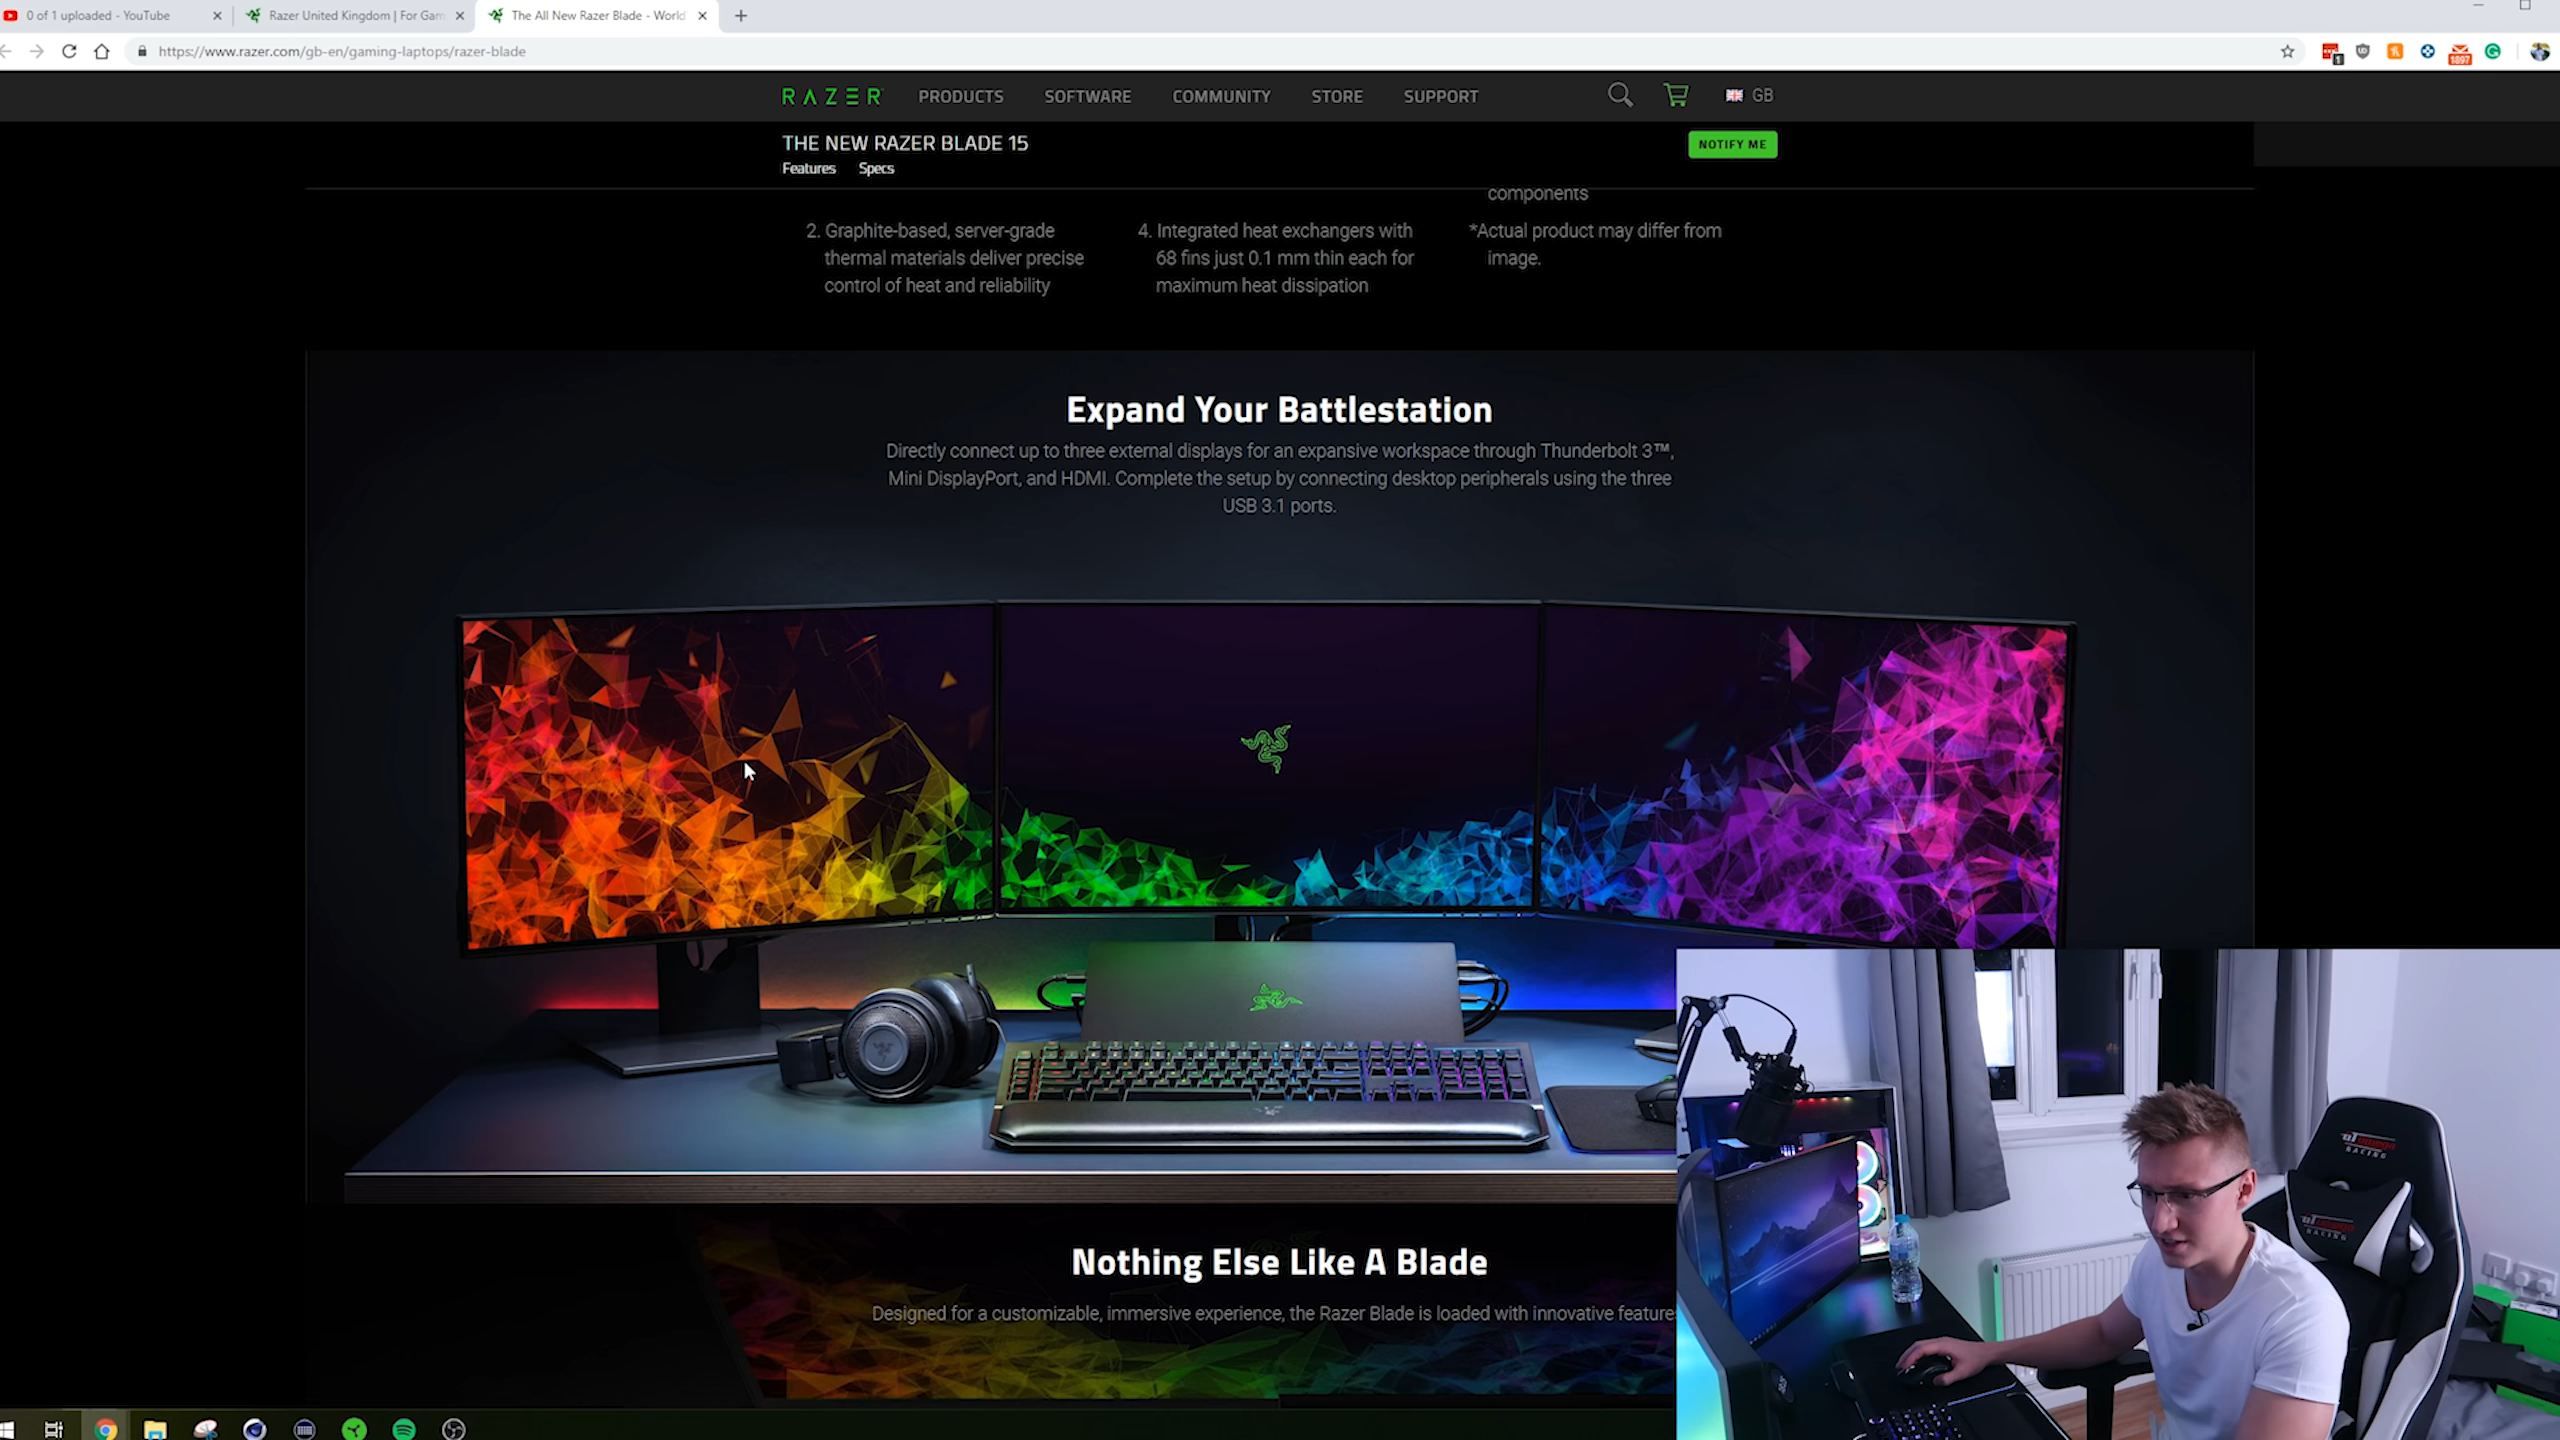 0 of 1 uploaded - YouTube
Razer United Kingdom | For Gam
The All New Razer Blade - World
https://www.razer.com/gb-en/gaming-laptops/razer-blade
1
1897
RAZER
PRODUCTS
SOFTWARE
COMMUNITY
STORE
SUPPORT
GB
THE NEW RAZER BLADE 15
NOTIFY ME
Features
Specs
2. Graphite-based, server-grade
thermal materials deliver precise
control of heat and reliability
4. Integrated heat exchangers with
68 fins just 0.1 mm thin each for
maximum heat dissipation
components
*Actual product may differ from
image.
Expand Your Battlestation
Directly connect up to three external displays for an expansive workspace through Thunderbolt 3™,
Mini DisplayPort, and HDMI. Complete the setup by connecting desktop peripherals using the three
USB 3.1 ports.
Nothing Else Like A Blade
Designed for a customizable, immersive experience, the Razer Blade is loaded with innovative feature
RACING
RACING